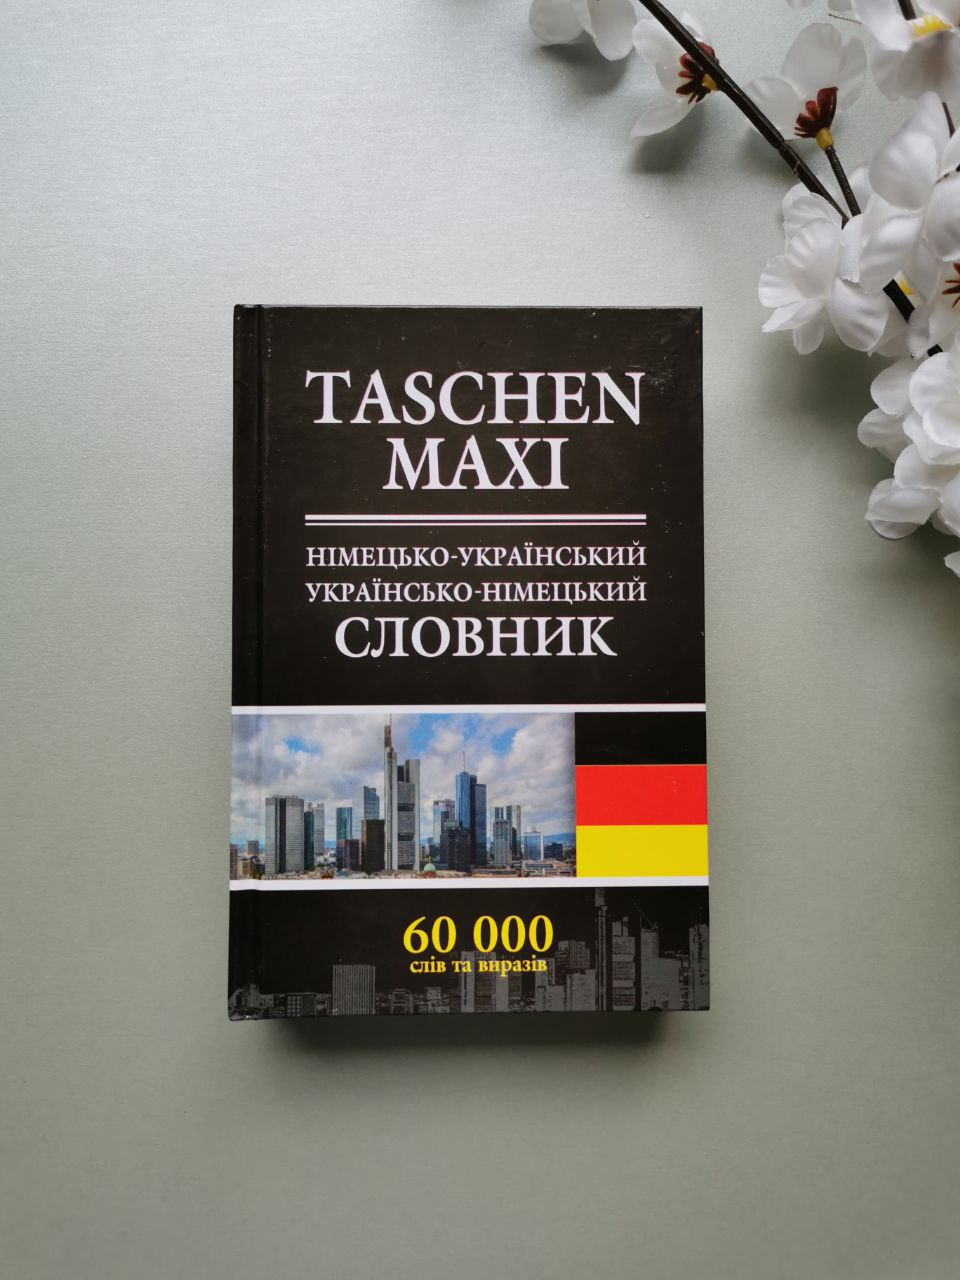 TASCHEN
MAXI
НІМЕЦЬКО-УКРАЇНСЬКИЙ
УКРАЇНСЬКО-НІМЕЦЬКИЙ
СЛОВНИК
60 000
слів та виразів